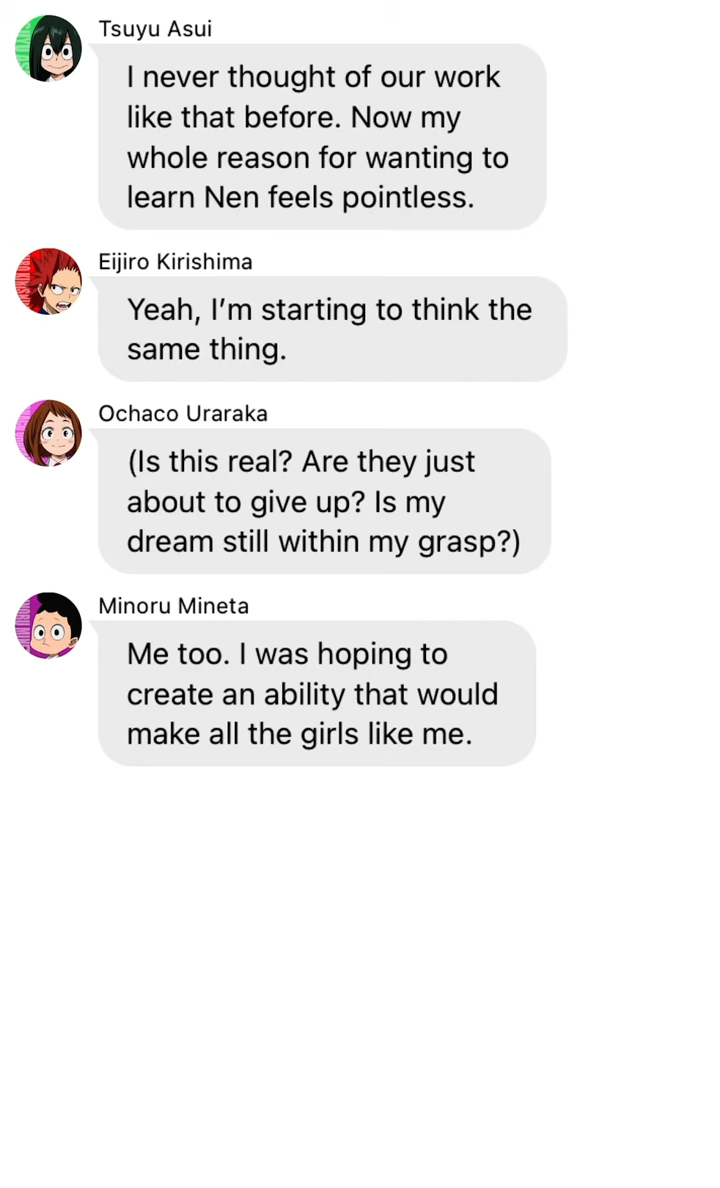 Tsuyu Asui
I never thought of our work
like that before. Now my
whole reason for wanting to
learn Nen feels pointless.
Eijiro Kirishima
Yeah, I’m starting to think the
same thing.
Ochaco Uraraka
(Is this real? Are they just
about to give up? Is my
dream still within my grasp?)
Minoru Mineta
Me too. I was hoping to
create an ability that would
make all the girls like me.